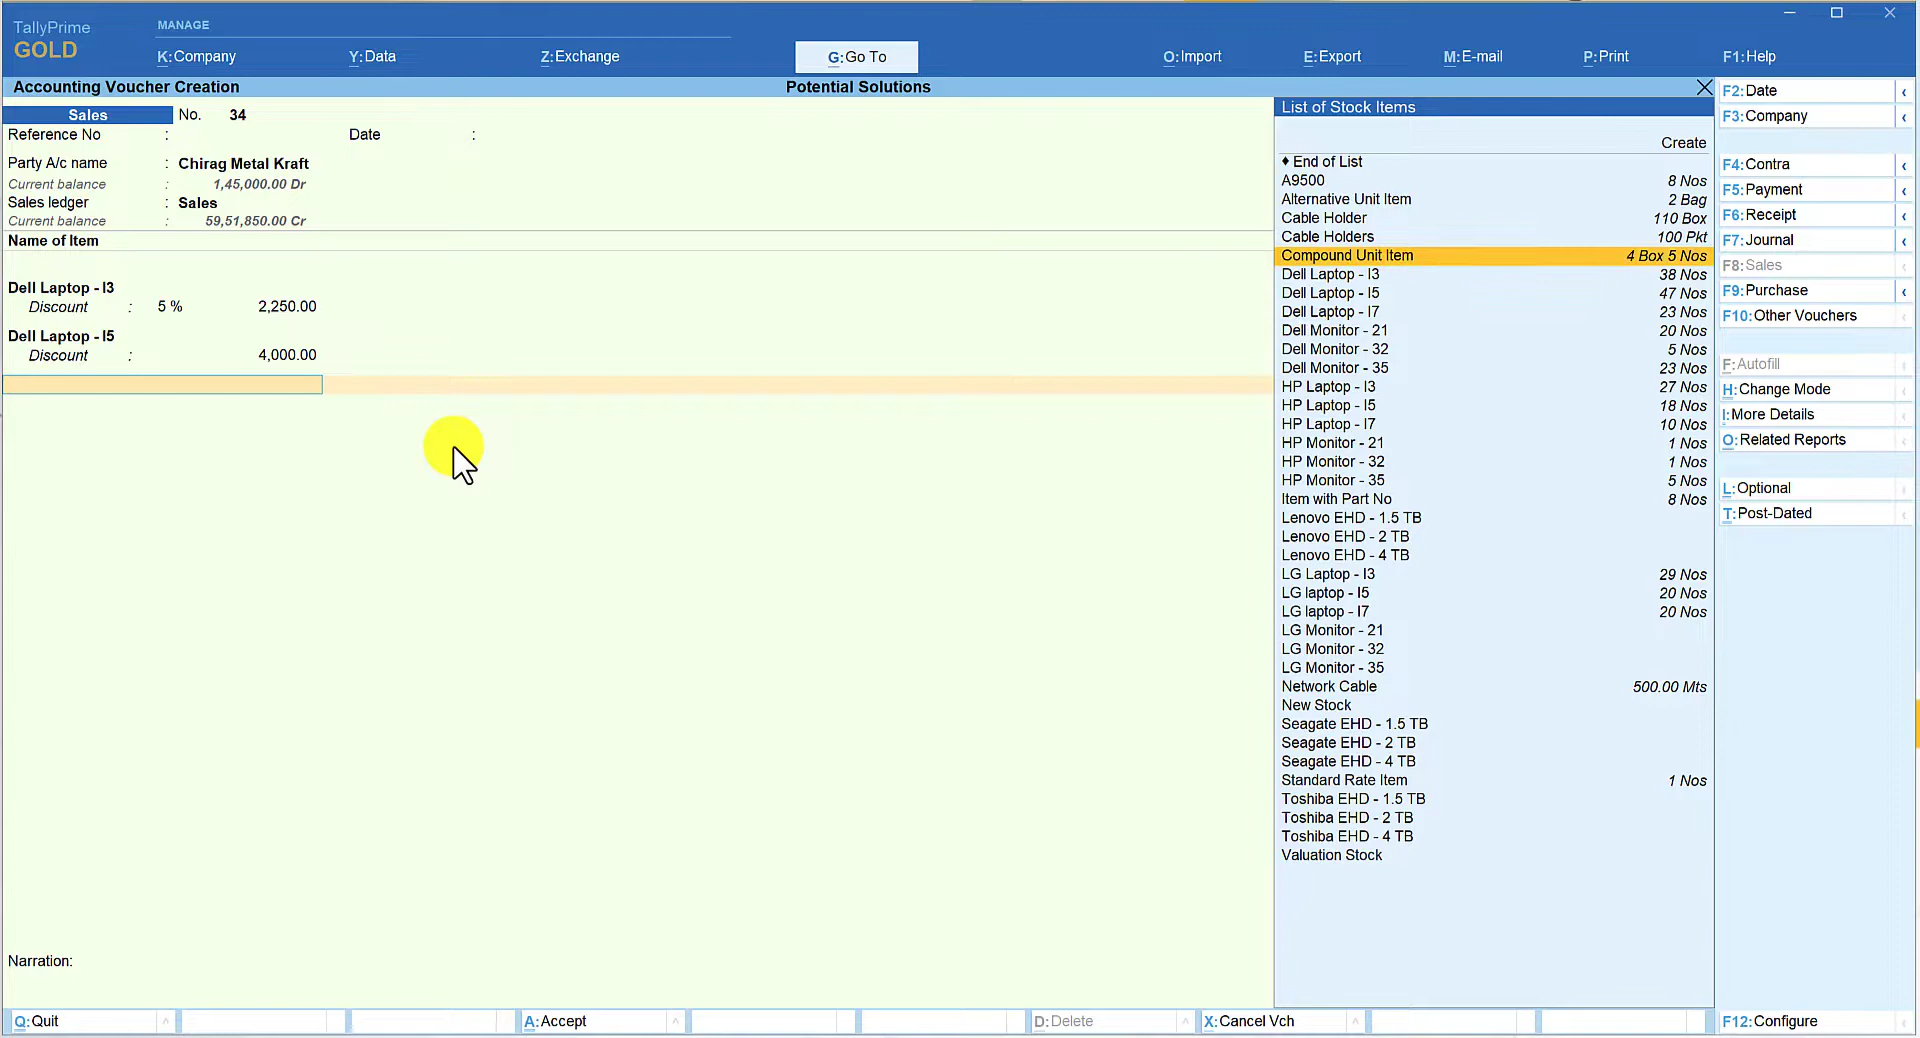 TallyPrime
GOLD
MANAGE
K:Company Y:Data Z:Exchange G:Go To O:Import E:Export M:E-mail P:Print F1:Help
Accounting Voucher Creation Potential Solutions
Sales No. 34
Reference No : Date :
Party A/c name : Chirag Metal Kraft
Current balance : 1,45,000.00 Dr
Sales ledger : Sales
Current balance : 59,51,850.00 Cr
Name of Item
Dell Laptop - I3
Discount : 5 % 2,250.00
Dell Laptop - I5
Discount : 4,000.00
Narration:
List of Stock Items
Create
♦ End of List
A9500 8 Nos
Alternative Unit Item 2 Bag
Cable Holder 110 Box
Cable Holders 100 Pkt
Compound Unit Item 4 Box 5 Nos
Dell Laptop - I3 38 Nos
Dell Laptop - I5 47 Nos
Dell Laptop - I7 23 Nos
Dell Monitor - 21 20 Nos
Dell Monitor - 32 5 Nos
Dell Monitor - 35 23 Nos
HP Laptop - I3 27 Nos
HP Laptop - I5 18 Nos
HP Laptop - I7 10 Nos
HP Monitor - 21 1 Nos
HP Monitor - 32 1 Nos
HP Monitor - 35 5 Nos
Item with Part No 8 Nos
Lenovo EHD - 1.5 TB
Lenovo EHD - 2 TB
Lenovo EHD - 4 TB
LG Laptop - I3 29 Nos
LG laptop - I5 20 Nos
LG laptop - I7 20 Nos
LG Monitor - 21
LG Monitor - 32
LG Monitor - 35
Network Cable 500.00 Mts
New Stock
Seagate EHD - 1.5 TB
Seagate EHD - 2 TB
Seagate EHD - 4 TB
Standard Rate Item 1 Nos
Toshiba EHD - 1.5 TB
Toshiba EHD - 2 TB
Toshiba EHD - 4 TB
Valuation Stock
F2:Date
F3:Company
F4:Contra
F5:Payment
F6:Receipt
F7:Journal
F8:Sales
F9:Purchase
F10:Other Vouchers
F:Autofill
H:Change Mode
I:More Details
O:Related Reports
L:Optional
T:Post-Dated
Q:Quit A:Accept D:Delete X:Cancel Vch F12:Configure